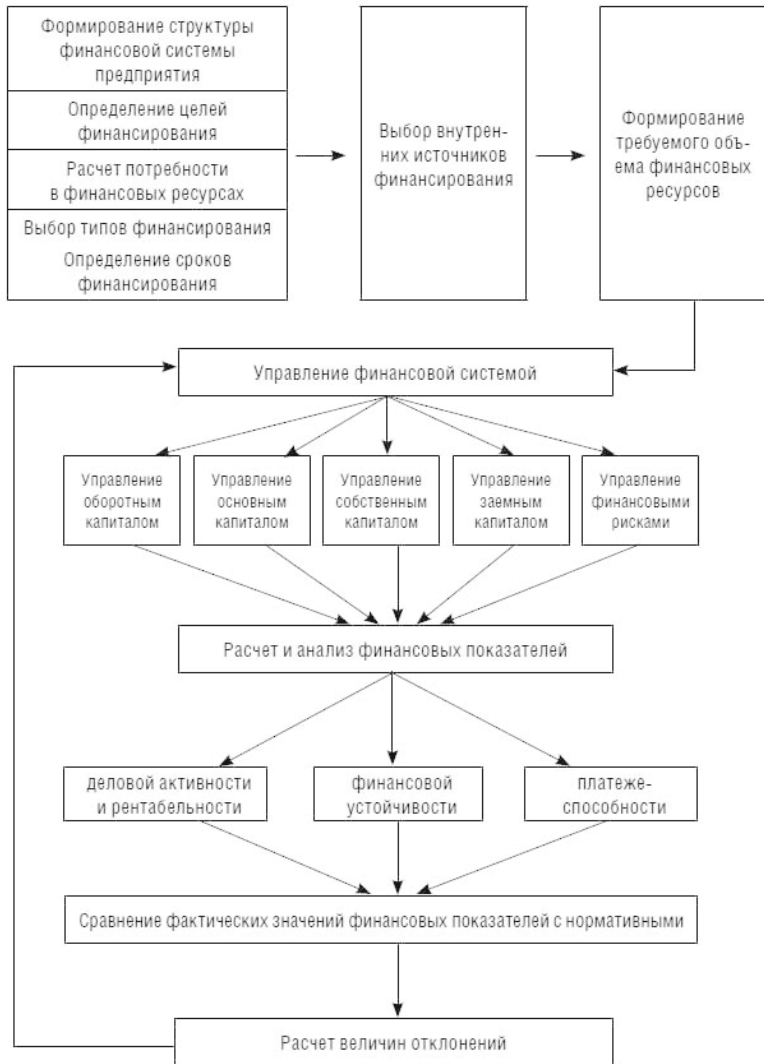 Формирование структуры
финансовой системы
предприятия
Определение целей
финансирования
Расчет потребности
в финансовых ресурсах
Выбор типов финансирования
Определение сроков
финансирования
Выбор внутрен-
них источников
финансирования
Формирование
требуемого объ-
ема финансовых
ресурсов
Управление финансовой системой
Управление
оборотным
капиталом
Управление
основным
капиталом
Управление
собственным
капиталом
Управление
заемным
капиталом
Управление
финансовыми
рисками
Расчет и анализ финансовых показателей
деловой активности
и рентабельности
финансовой
устойчивости
платеже-
способности
Сравнение фактических значений финансовых показателей с нормативными
Расчет величин отклонений